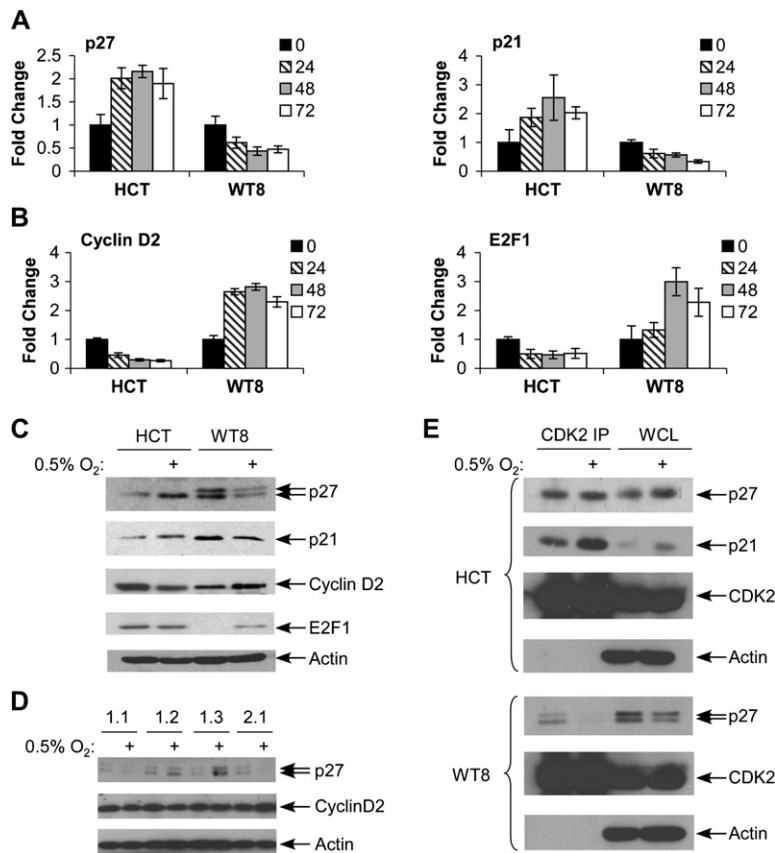 A
p27
Fold Change
2.5
2
1.5
1
0.5
0
HCT
WT8
0
24
48
72
p21
Fold Change
4
3
2
1
0
HCT
WT8
0
24
48
72
B
Cyclin D2
Fold Change
4
3
2
1
0
HCT
WT8
0
24
48
72
E2F1
Fold Change
4
3
2
1
0
HCT
WT8
0
24
48
72
C
HCT WT8
0.5% O2: + +
p27
p21
Cyclin D2
E2F1
Actin
D
1.1 1.2 1.3 2.1
0.5% O2: + + + +
p27
CyclinD2
Actin
E
CDK2 IP WCL
0.5% O2: + +
HCT
p27
p21
CDK2
Actin
WT8
p27
CDK2
Actin